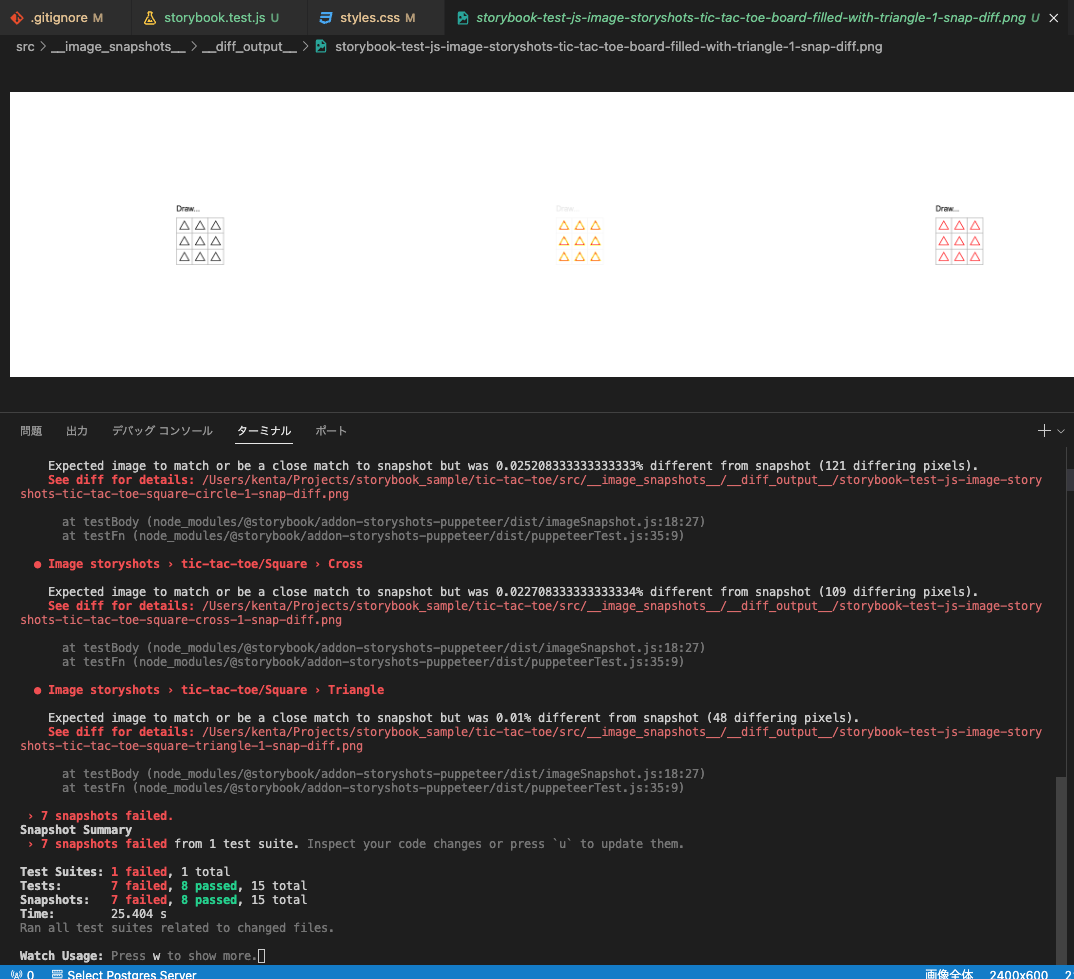 .gitignore M
storybook.test.js U
styles.css M
storybook-test-js-image-storyshots-tic-tac-toe-board-filled-with-triangle-1-snap-diff.png U
src > __image_snapshots__ > __diff_output__ > storybook-test-js-image-storyshots-tic-tac-toe-board-filled-with-triangle-1-snap-diff.png
Draw...
Draw...
Draw...
問題 出力 デバッグ コンソール ターミナル ポート
Expected image to match or be a close match to snapshot but was 0.025208333333333333% different from snapshot (121 differing pixels).
See diff for details: /Users/kenta/Projects/storybook_sample/tic-tac-toe/src/__image_snapshots__/__diff_output__/storybook-test-js-image-story
shots-tic-tac-toe-square-circle-1-snap-diff.png
at testBody (node_modules/@storybook/addon-storyshots-puppeteer/dist/imageSnapshot.js:18:27)
at testFn (node_modules/@storybook/addon-storyshots-puppeteer/dist/puppeteerTest.js:35:9)
● Image storyshots › tic-tac-toe/Square › Cross
Expected image to match or be a close match to snapshot but was 0.022708333333333334% different from snapshot (109 differing pixels).
See diff for details: /Users/kenta/Projects/storybook_sample/tic-tac-toe/src/__image_snapshots__/__diff_output__/storybook-test-js-image-story
shots-tic-tac-toe-square-cross-1-snap-diff.png
at testBody (node_modules/@storybook/addon-storyshots-puppeteer/dist/imageSnapshot.js:18:27)
at testFn (node_modules/@storybook/addon-storyshots-puppeteer/dist/puppeteerTest.js:35:9)
● Image storyshots › tic-tac-toe/Square › Triangle
Expected image to match or be a close match to snapshot but was 0.01% different from snapshot (48 differing pixels).
See diff for details: /Users/kenta/Projects/storybook_sample/tic-tac-toe/src/__image_snapshots__/__diff_output__/storybook-test-js-image-story
shots-tic-tac-toe-square-triangle-1-snap-diff.png
at testBody (node_modules/@storybook/addon-storyshots-puppeteer/dist/imageSnapshot.js:18:27)
at testFn (node_modules/@storybook/addon-storyshots-puppeteer/dist/puppeteerTest.js:35:9)
› 7 snapshots failed.
Snapshot Summary
› 7 snapshots failed from 1 test suite. Inspect your code changes or press `u` to update them.
Test Suites: 1 failed, 1 total
Tests: 7 failed, 8 passed, 15 total
Snapshots: 7 failed, 8 passed, 15 total
Time: 25.404 s
Ran all test suites related to changed files.
Watch Usage: Press w to show more.
0 Select Postgres Server 画像全体 2400x600 2